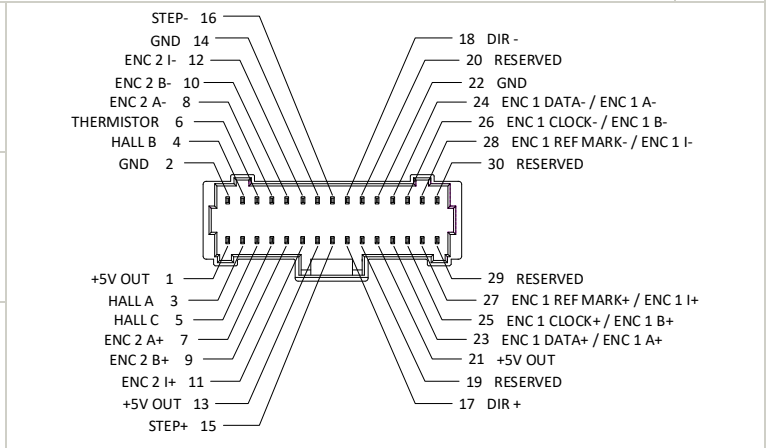 STEP- 16
GND 14
ENC 2 I- 12
ENC 2 B- 10
ENC 2 A- 8
THERMISTOR 6
HALL B 4
GND 2
18 DIR -
20 RESERVED
22 GND
24 ENC 1 DATA- / ENC 1 A-
26 ENC 1 CLOCK- / ENC 1 B-
28 ENC 1 REF MARK- / ENC 1 I-
30 RESERVED
+5V OUT 1
HALL A 3
HALL C 5
ENC 2 A+ 7
ENC 2 B+ 9
ENC 2 I+ 11
+5V OUT 13
STEP+ 15
29 RESERVED
27 ENC 1 REF MARK+ / ENC 1 I+
25 ENC 1 CLOCK+ / ENC 1 B+
23 ENC 1 DATA+ / ENC 1 A+
21 +5V OUT
19 RESERVED
17 DIR +